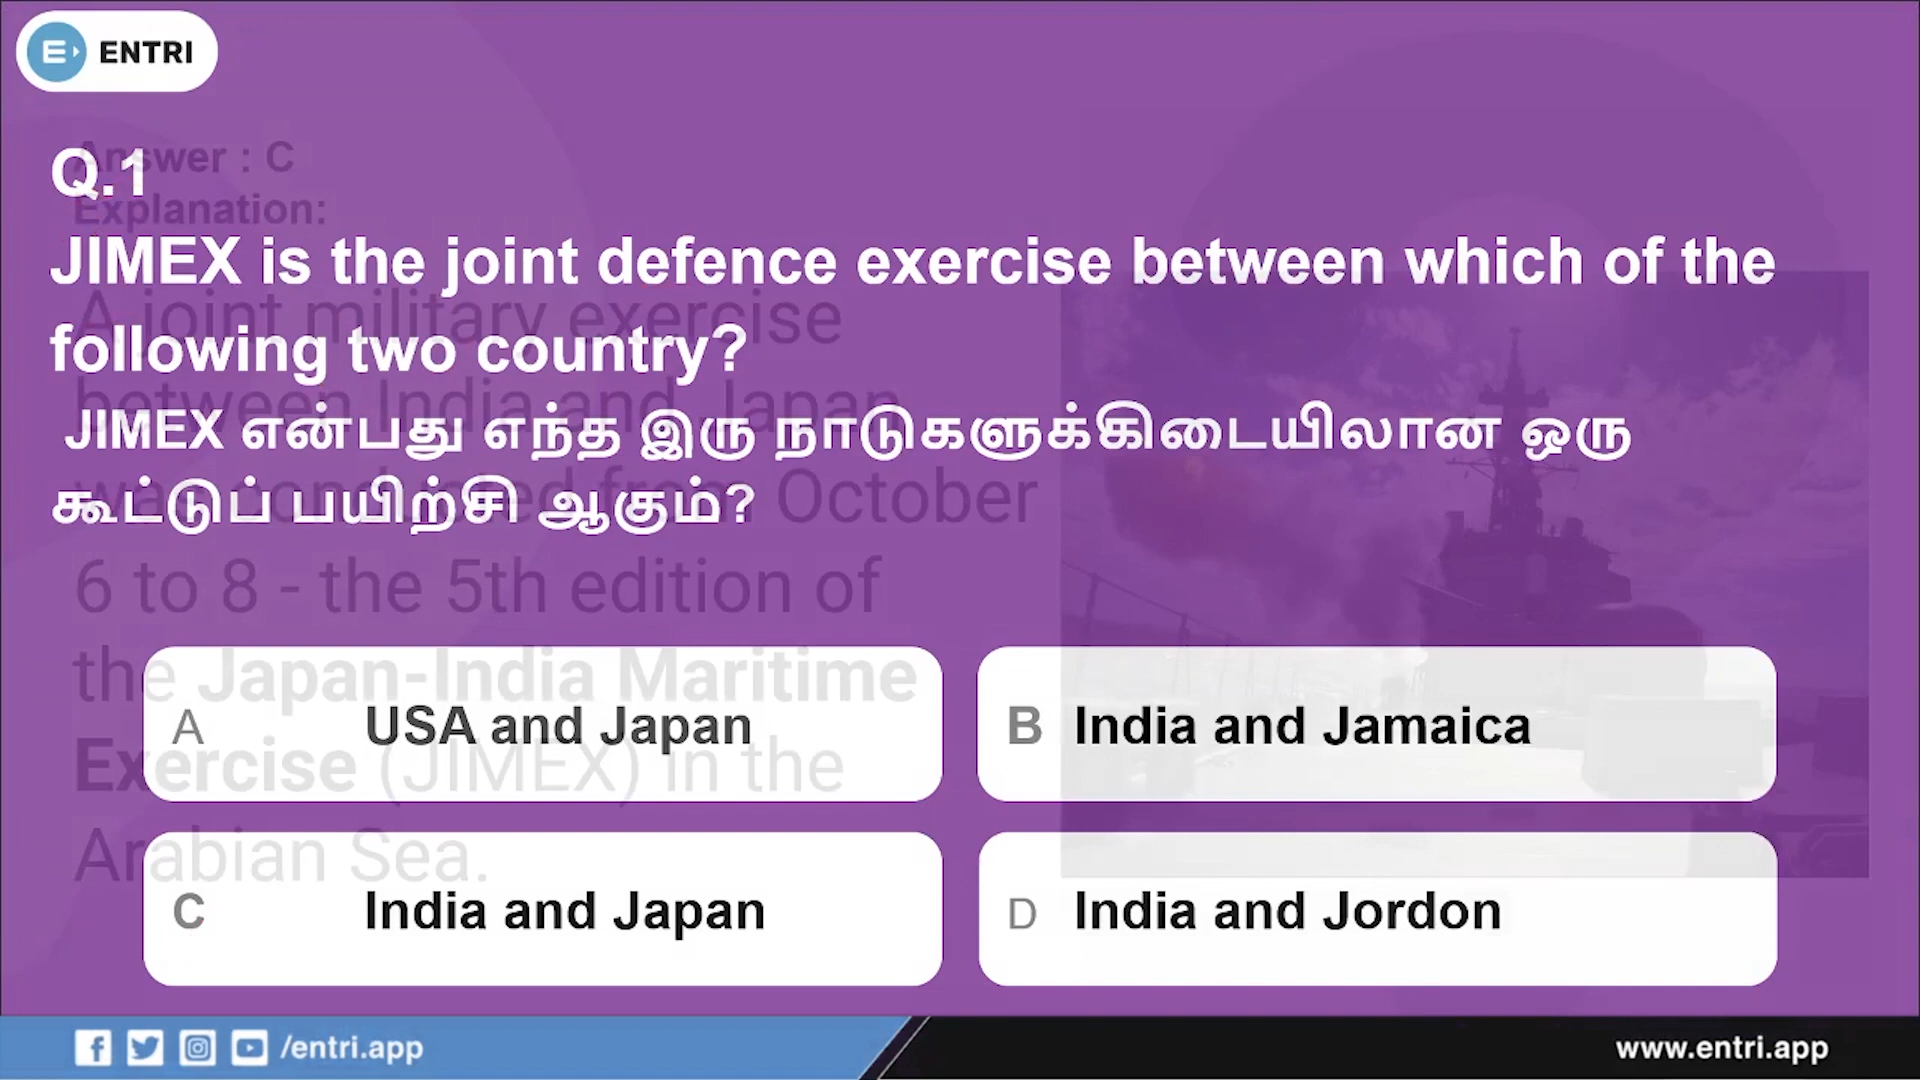 ENTRI
Q.1
JIMEX is the joint defence exercise between which of the
following two country?
JIMEX என்பது எந்த இரு நாடுகளுக்கிடையிலான ஒரு
கூட்டுப் பயிற்சி ஆகும்?
Answer : C
Explanation:
A joint military exercise
between India and Japan
was conducted from October
6 to 8 - the 5th edition of
the Japan-India Maritime
Exercise (JIMEX) in the
Arabian Sea.
A USA and Japan
B India and Jamaica
C India and Japan
D India and Jordon
/entri.app
www.entri.app